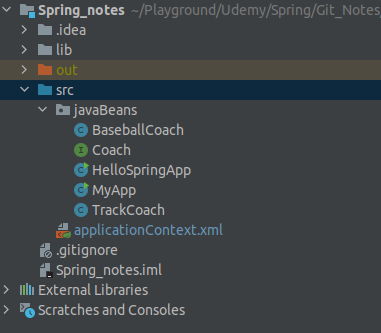 Spring_notes ~/Playground/Udemy/Spring/Git_Notes
.idea
lib
out
src
javaBeans
BaseballCoach
Coach
HelloSpringApp
MyApp
TrackCoach
applicationContext.xml
.gitignore
Spring_notes.iml
External Libraries
Scratches and Consoles